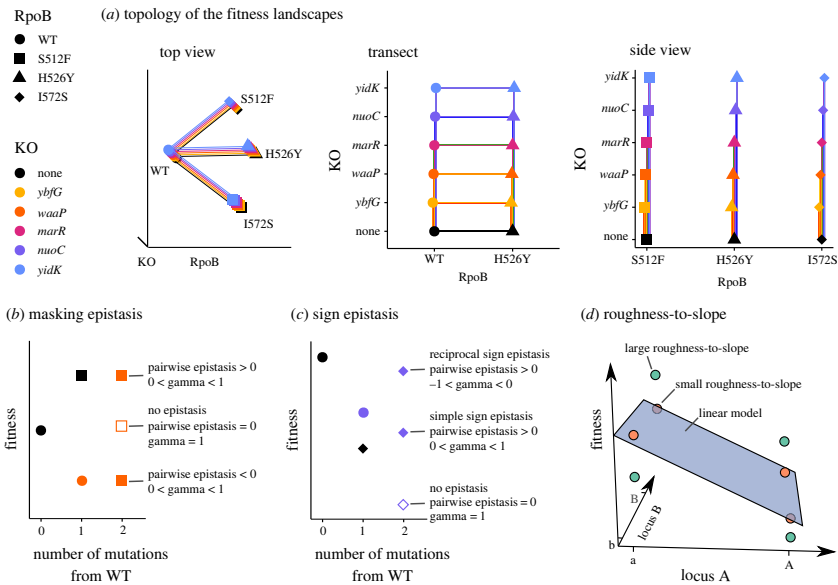 RpoB
WT
S512F
H526Y
I572S
KO
none
ybfG
waaP
marR
nuoC
yidK
(a) topology of the fitness landscapes
top view
S512F
H526Y
WT
I572S
KO
RpoB
transect
yidK
nuoC
marR
waaP
ybfG
none
KO
WT
H526Y
RpoB
side view
yidK
nuoC
marR
waaP
ybfG
none
KO
S512F
H526Y
I572S
RpoB
(b) masking epistasis
fitness
pairwise epistasis > 0
0 < gamma < 1
no epistasis
pairwise epistasis = 0
gamma = 1
pairwise epistasis < 0
0 < gamma < 1
0
1
2
number of mutations
from WT
(c) sign epistasis
fitness
reciprocal sign epistasis
pairwise epistasis > 0
–1 < gamma < 0
simple sign epistasis
pairwise epistasis > 0
0 < gamma < 1
no epistasis
pairwise epistasis = 0
gamma = 1
0
1
2
number of mutations
from WT
(d) roughness-to-slope
large roughness-to-slope
small roughness-to-slope
linear model
fitness
B
locus B
b
a
A
locus A